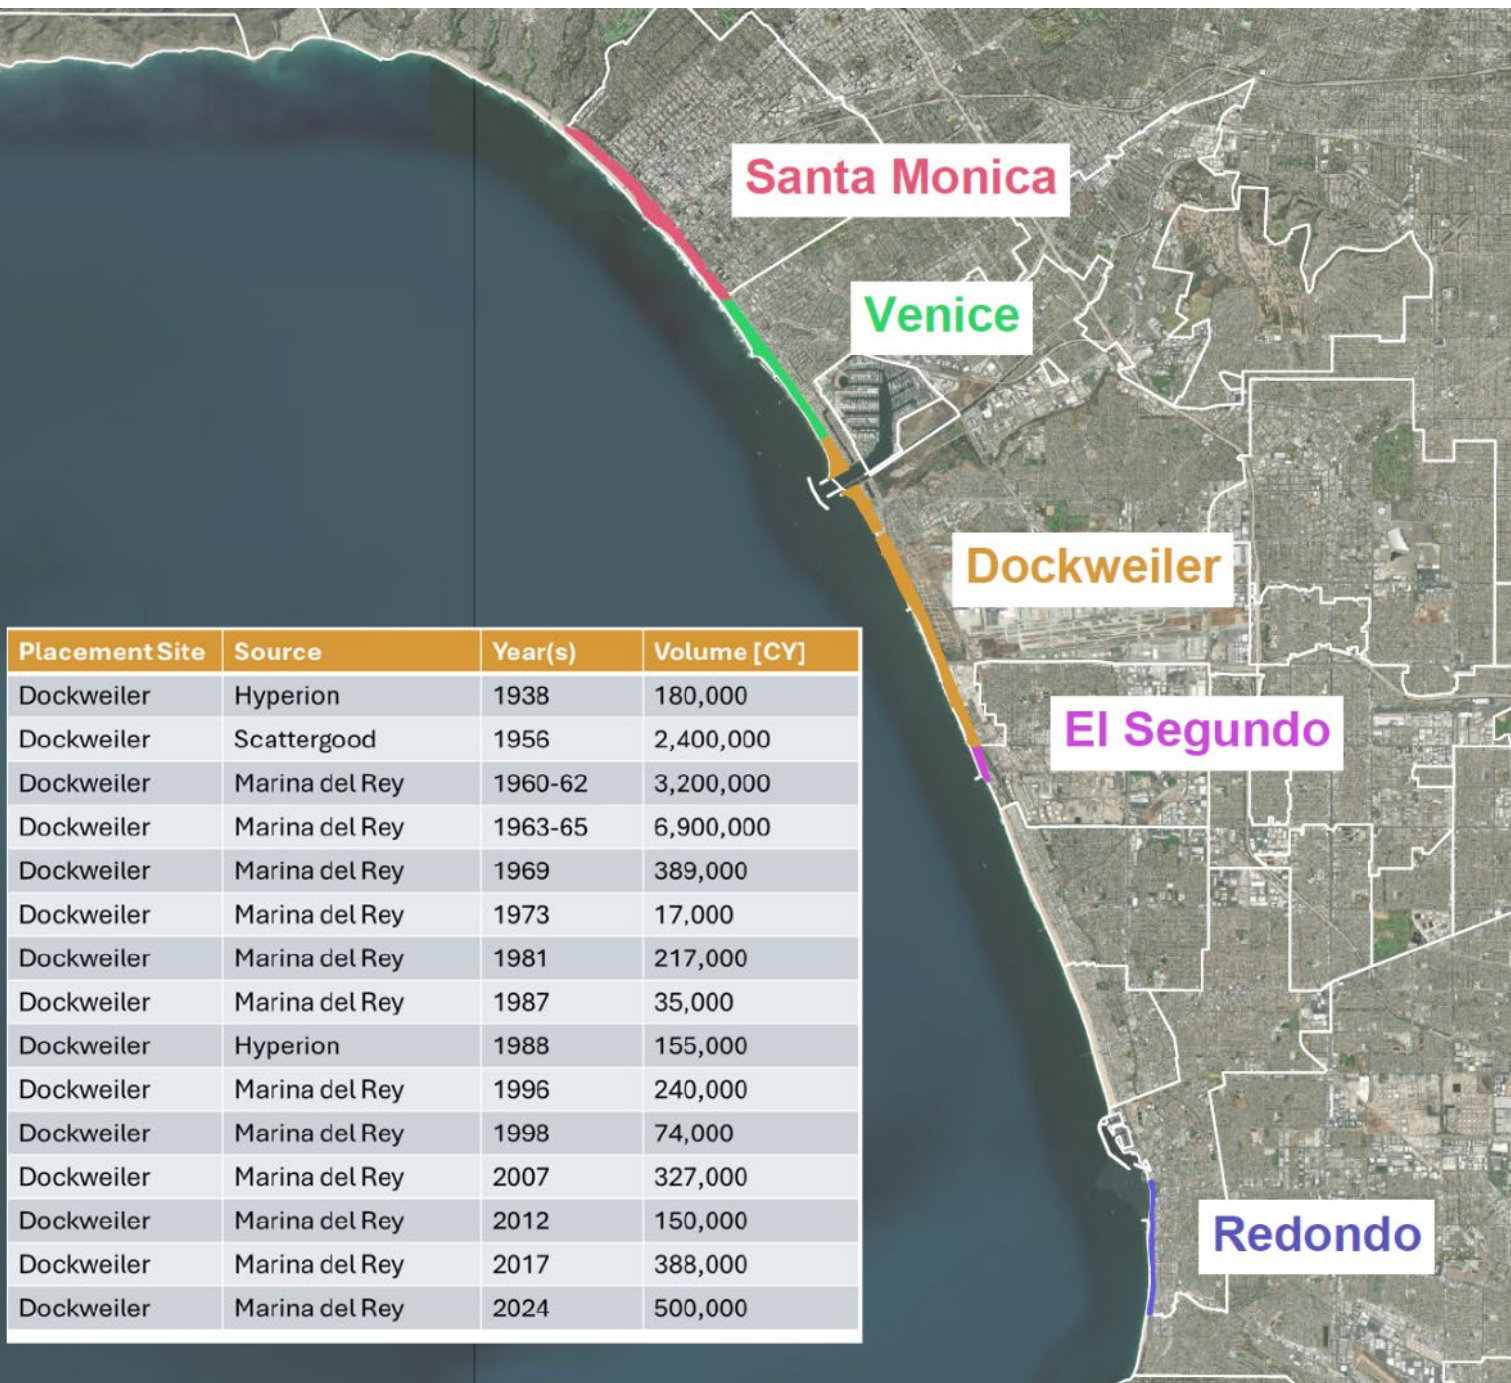 Santa Monica
Venice
Dockweiler
El Segundo
Redondo
Placement Site Source Year(s) Volume [CY]
Dockweiler Hyperion 1938 180,000
Dockweiler Scattergood 1956 2,400,000
Dockweiler Marina del Rey 1960-62 3,200,000
Dockweiler Marina del Rey 1963-65 6,900,000
Dockweiler Marina del Rey 1969 389,000
Dockweiler Marina del Rey 1973 17,000
Dockweiler Marina del Rey 1981 217,000
Dockweiler Marina del Rey 1987 35,000
Dockweiler Hyperion 1988 155,000
Dockweiler Marina del Rey 1996 240,000
Dockweiler Marina del Rey 1998 74,000
Dockweiler Marina del Rey 2007 327,000
Dockweiler Marina del Rey 2012 150,000
Dockweiler Marina del Rey 2017 388,000
Dockweiler Marina del Rey 2024 500,000